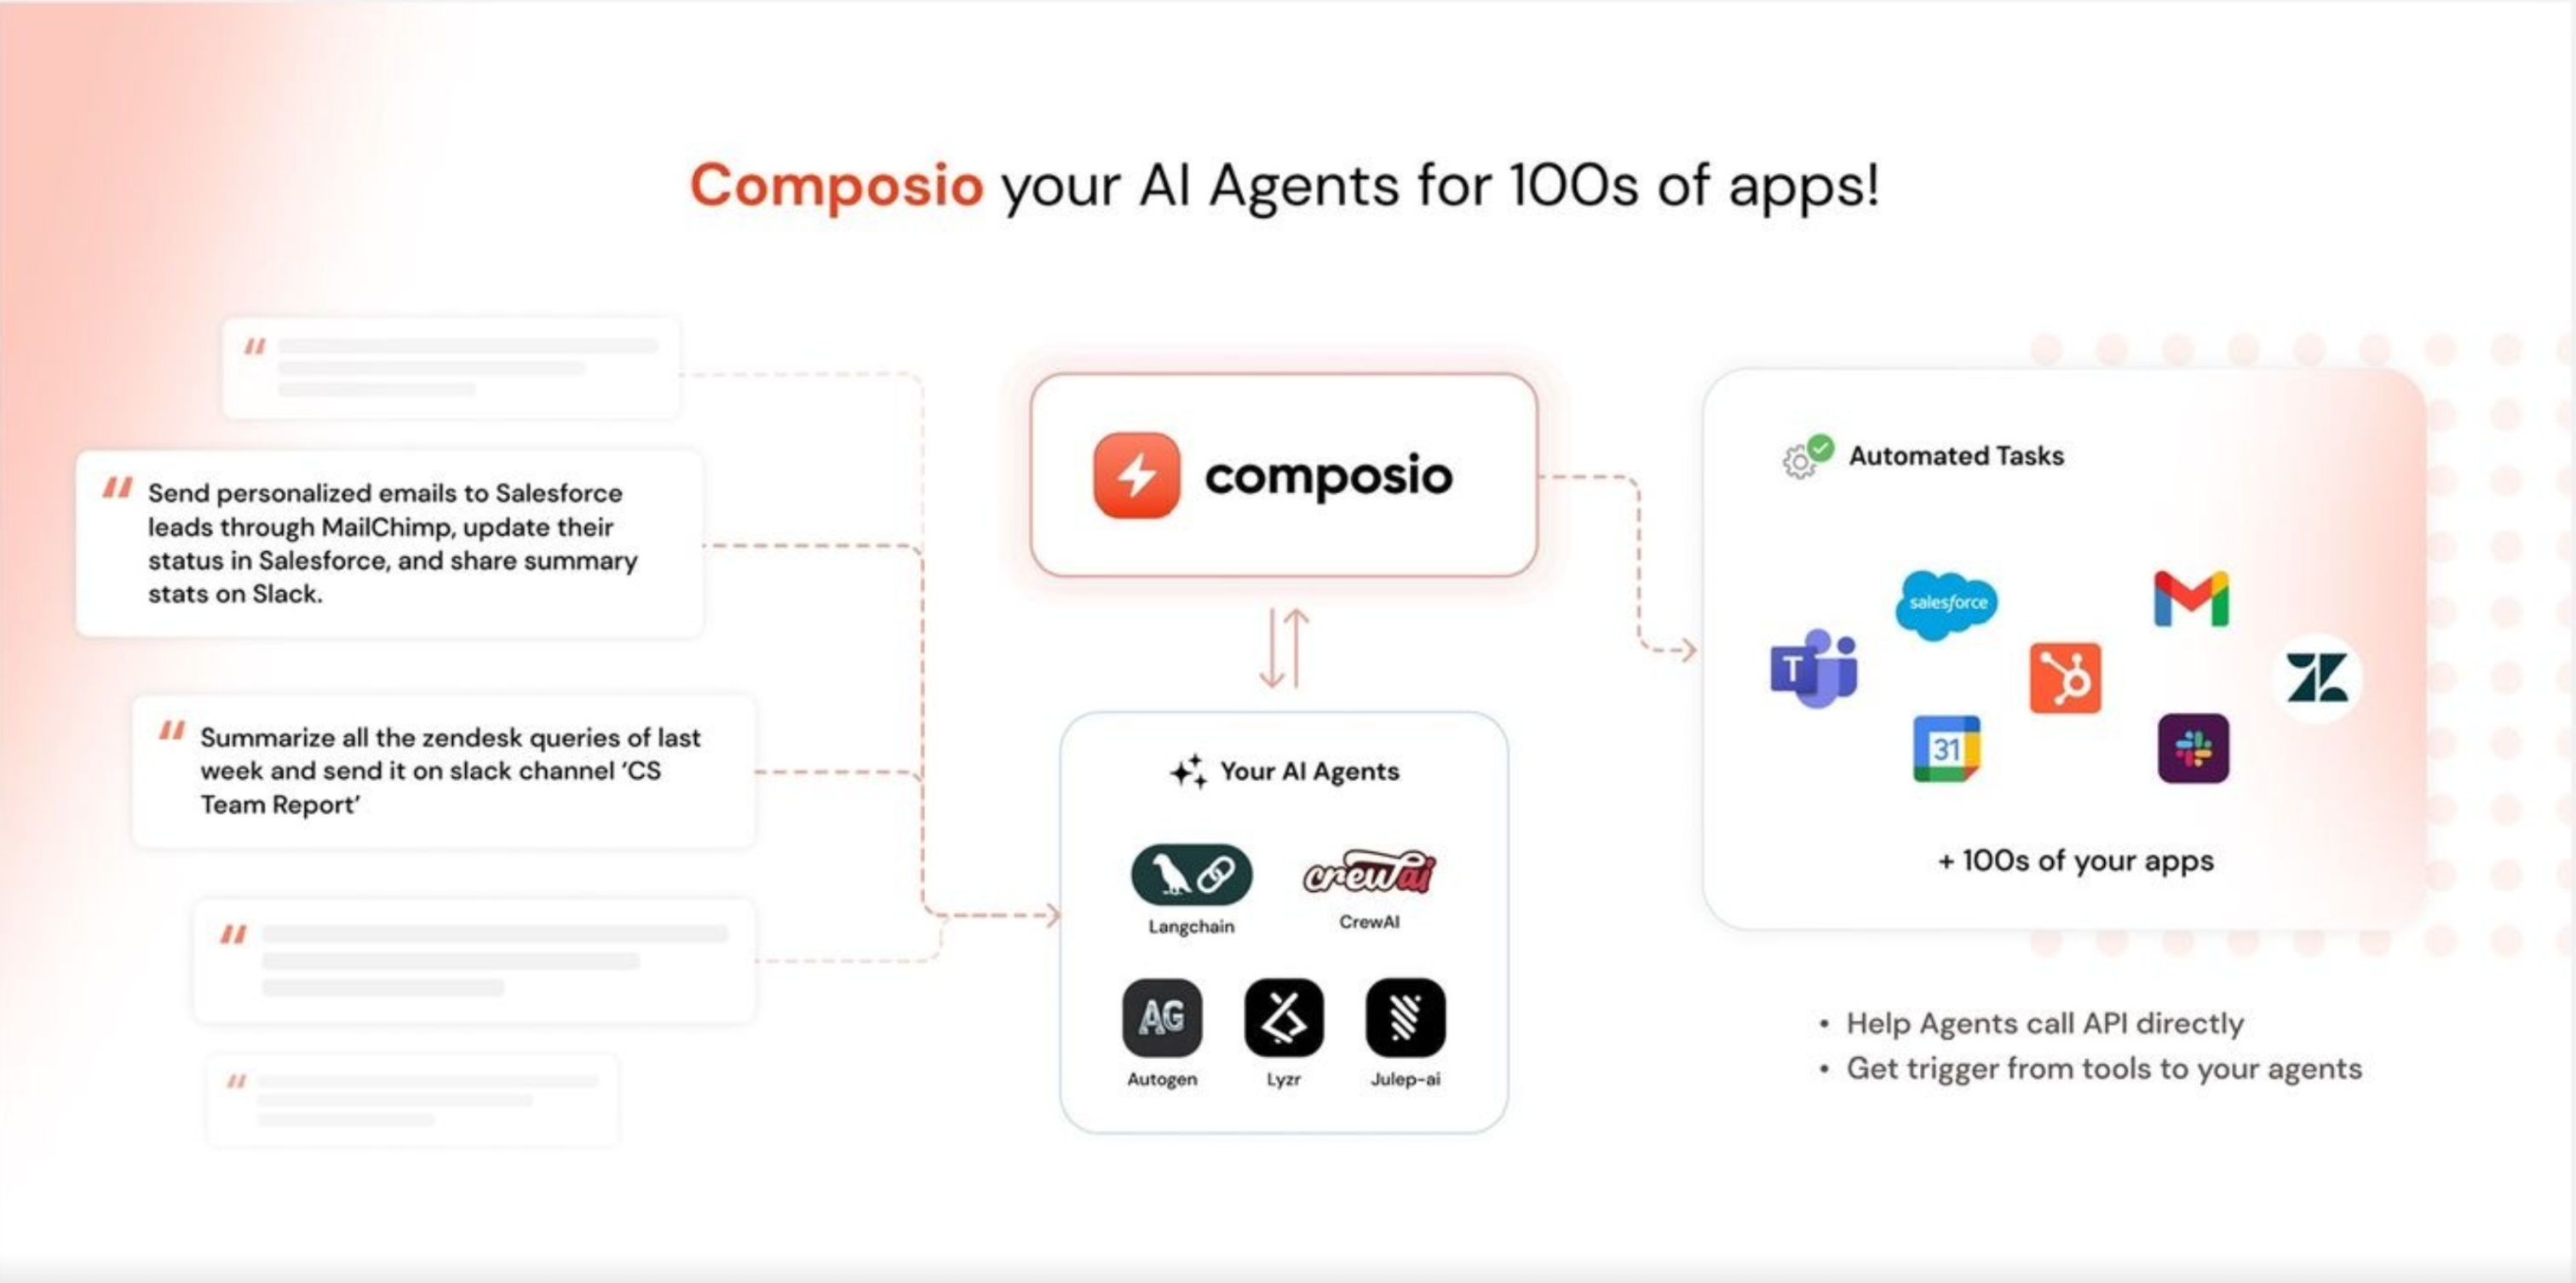 Composio your AI Agents for 100s of apps!
“
“ Send personalized emails to Salesforce
leads through MailChimp, update their
status in Salesforce, and share summary
stats on Slack.
“ Summarize all the zendesk queries of last
week and send it on slack channel ‘CS
Team Report’
“
“
composio
Your AI Agents
crewai
Langchain
CrewAI
AG
Autogen
Lyzr
Julep-ai
Automated Tasks
salesforce
T
31
+ 100s of your apps
• Help Agents call API directly
• Get trigger from tools to your agents